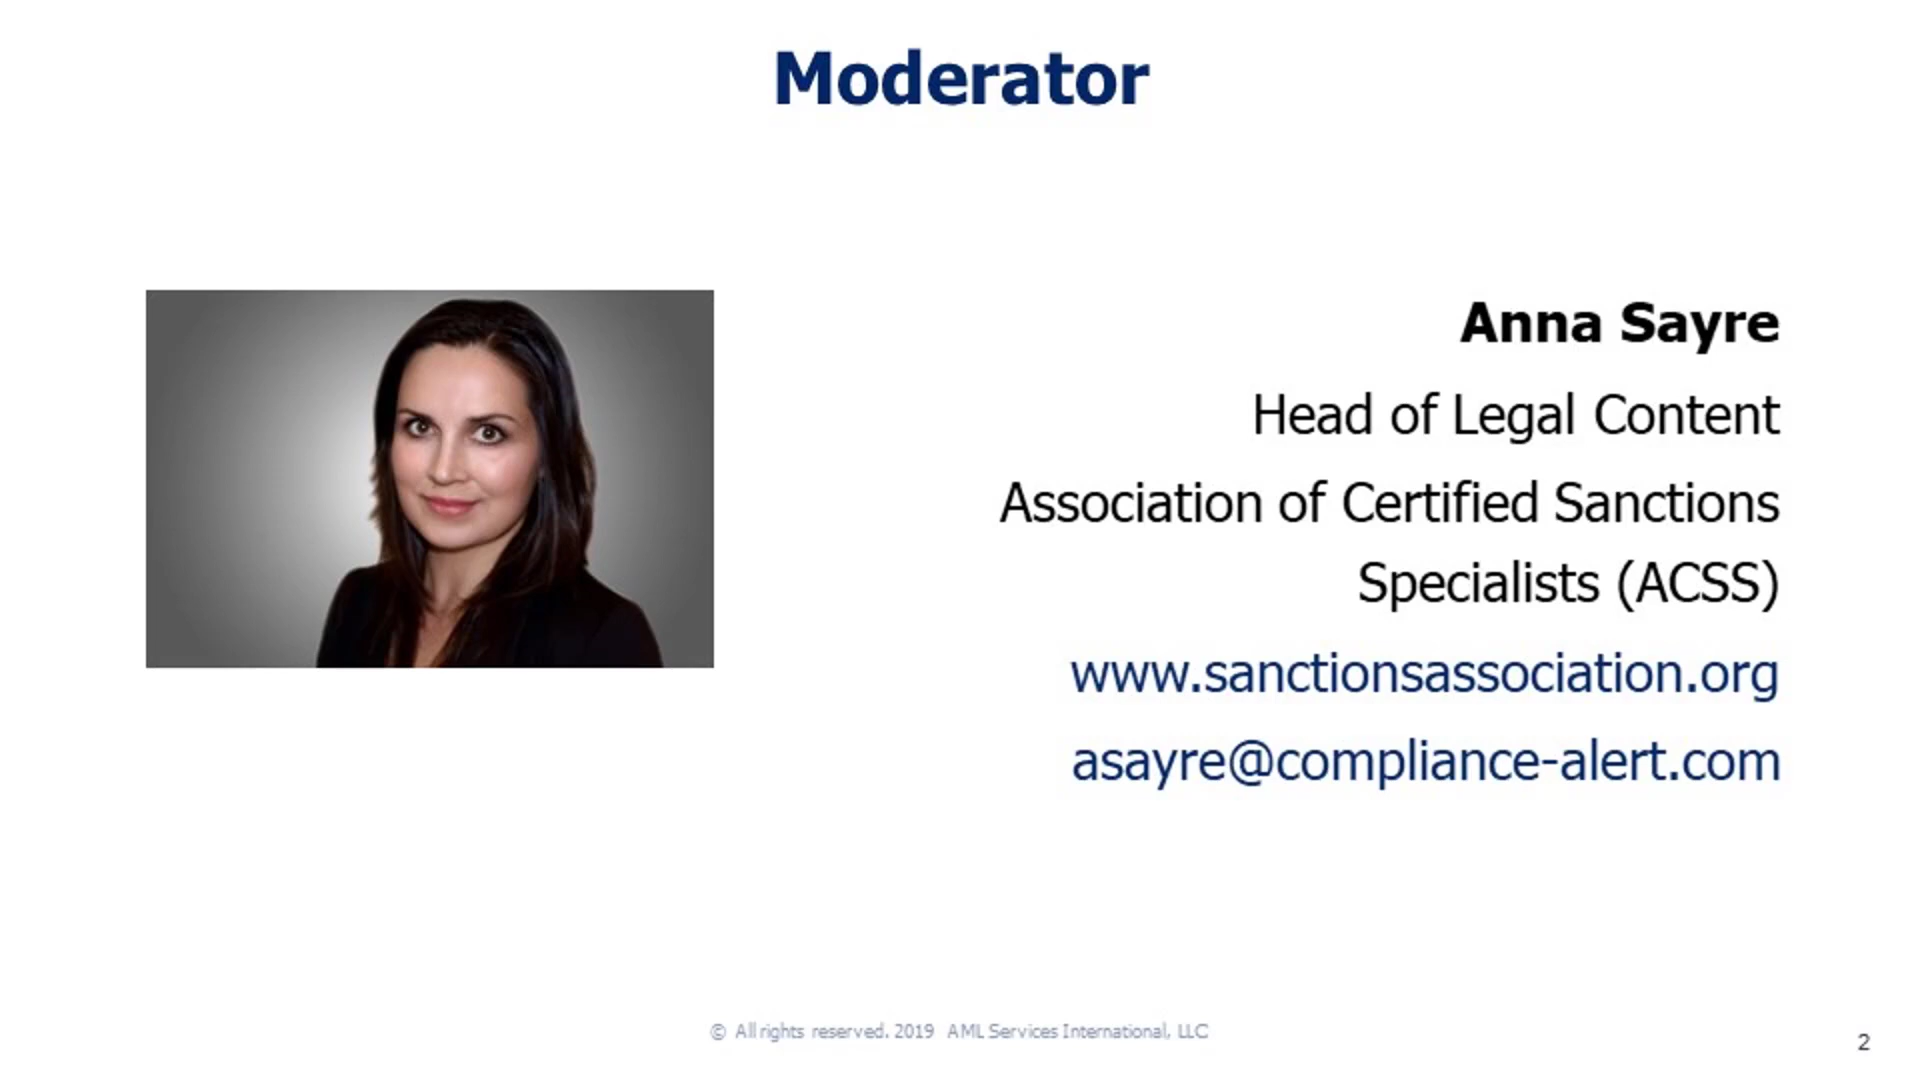 Moderator
Anna Sayre
Head of Legal Content
Association of Certified Sanctions
Specialists (ACSS)
www.sanctionsassociation.org
asayre@compliance-alert.com
© All rights reserved. 2019 AML Services International, LLC
2